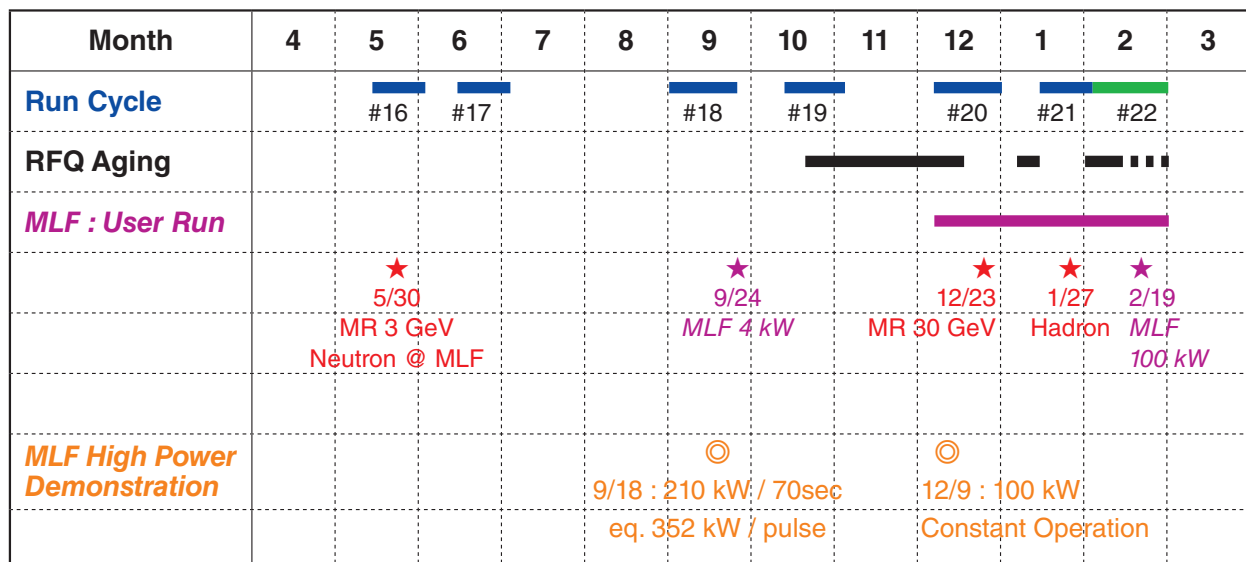 Month 4 5 6 7 8 9 10 11 12 1 2 3
Run Cycle
#16 #17 #18 #19 #20 #21 #22
RFQ Aging
MLF : User Run
5/30 9/24 12/23 1/27 2/19
MR 3 GeV MLF 4 kW MR 30 GeV Hadron MLF
Neutron @ MLF 100 kW
MLF High Power
Demonstration
9/18 : 210 kW / 70sec 12/9 : 100 kW
eq. 352 kW / pulse Constant Operation